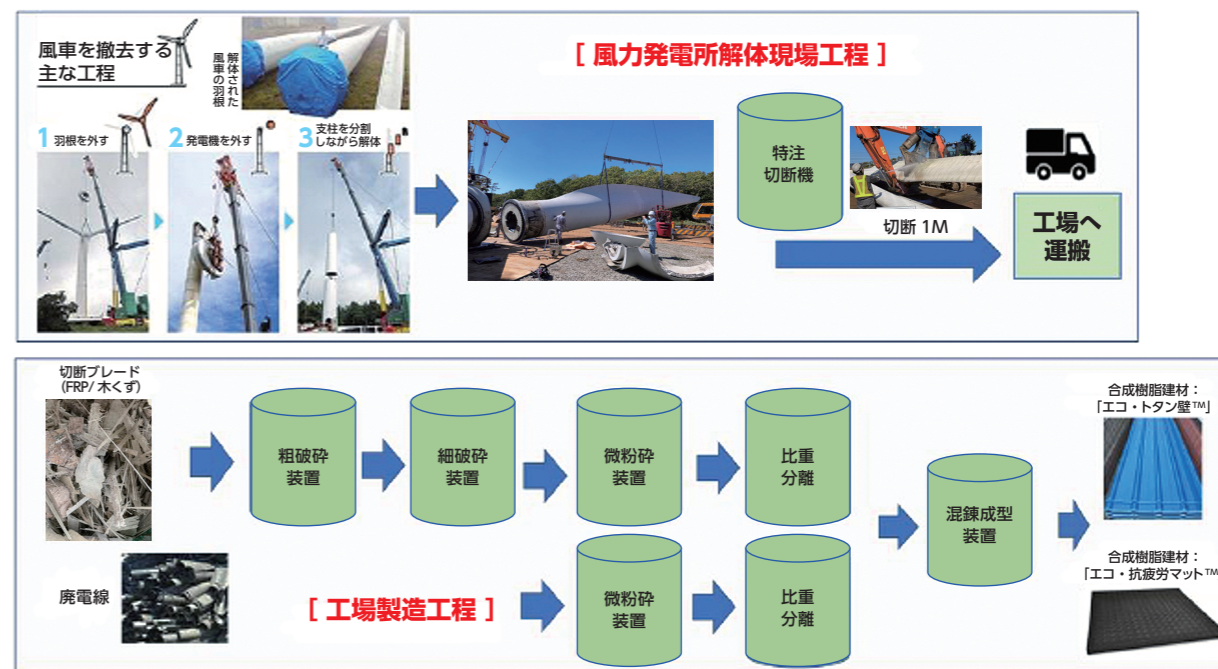 風車を撤去する
主な工程
解体された
風車の羽根
1 羽根を外す
2 発電機を外す
3 支柱を分割
しながら解体
[ 風力発電所解体現場工程 ]
特注
切断機
切断 1M
工場へ
運搬
切断ブレード
(FRP/ 木くず)
粗破砕
装置
細破砕
装置
微粉砕
装置
比重
分離
廃電線
[ 工場製造工程 ]
微粉砕
装置
比重
分離
混錬成型
装置
合成樹脂建材:
「エコ・トタン壁™」
合成樹脂建材:
「エコ・抗疲労マット™